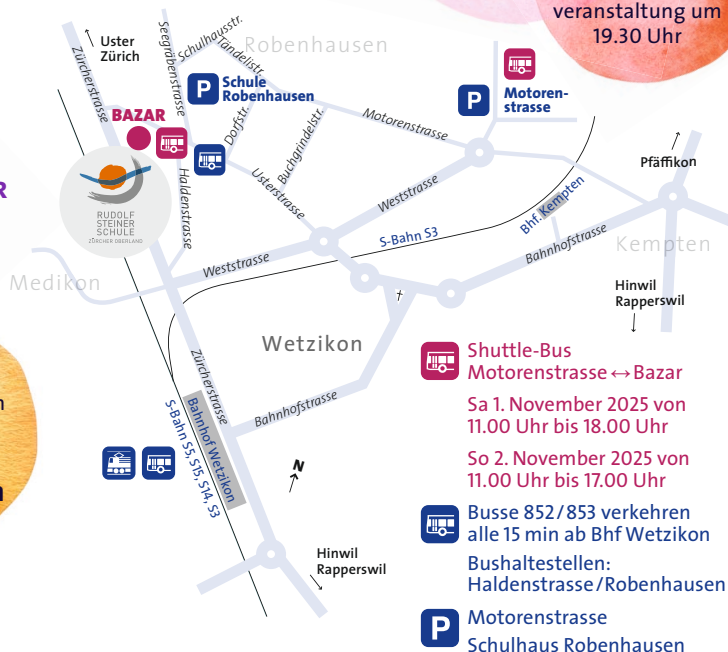 veranstaltung um
19.30 Uhr
Uster
Zürich
Zürcherstrasse
Seegräbenstrasse
Schulhausstr.
Tändelistr.
Robenhausen
P
Schule
Robenhausen
P
Motoren-
strasse
BAZAR
Dorfstr.
Buchgrindelstr.
Motorenstrasse
Pfäffikon
R
RUDOLF
STEINER
SCHULE
ZÜRCHER OBERLAND
Haldenstrasse
Usterstrasse
Weststrasse
Bhf. Kempten
S-Bahn S3
Bahnhofstrasse
Kempten
Weststrasse
Medikon
Hinwil
Rapperswil
Wetzikon
Zürcherstrasse
Bahnhofstrasse
Bahnhof Wetzikon
S-Bahn S5, S15, S14, S3
N
Hinwil
Rapperswil
n
n
Shuttle-Bus
Motorenstrasse ↔ Bazar
Sa 1. November 2025 von
11.00 Uhr bis 18.00 Uhr
So 2. November 2025 von
11.00 Uhr bis 17.00 Uhr
Busse 852/853 verkehren
alle 15 min ab Bhf Wetzikon
Bushaltestellen:
Haldenstrasse/Robenhausen
P
Motorenstrasse
Schulhaus Robenhausen